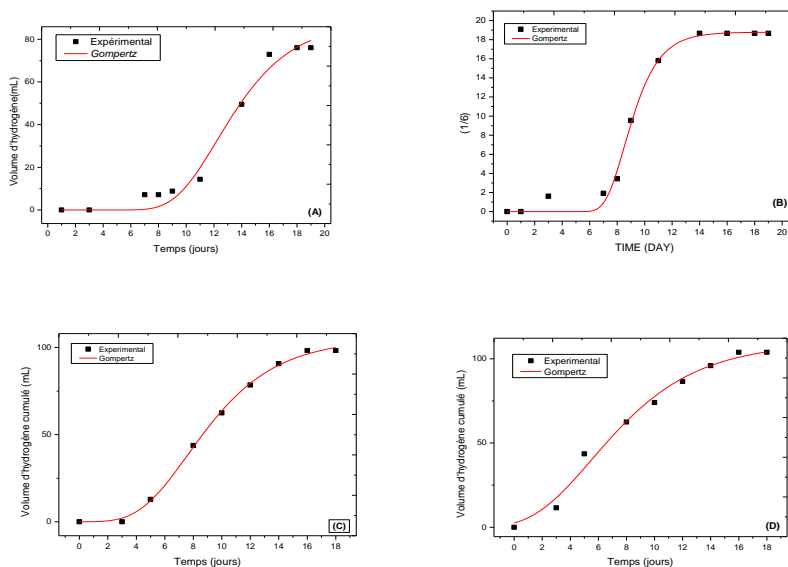 Expérimental
Gompertz
80
60
40
20
0
Volume d'hydrogène(mL)
0 2 4 6 8 10 12 14 16 18 20
Temps (jours)
(A)
Experimental
Gompertz
18
16
14
12
10
8
6
4
2
0
(1/6)
0 2 4 6 8 10 12 14 16 18 20
TIME (DAY)
(B)
Experimental
Gompertz
100
50
0
Volume d'hydrogène cumulé (mL)
0 2 4 6 8 10 12 14 16 18
Temps (jours)
(C)
Experimental
Gompertz
100
50
0
Volume d'hydrogène cumulé (mL)
0 2 4 6 8 10 12 14 16 18
Temps (jours)
(D)